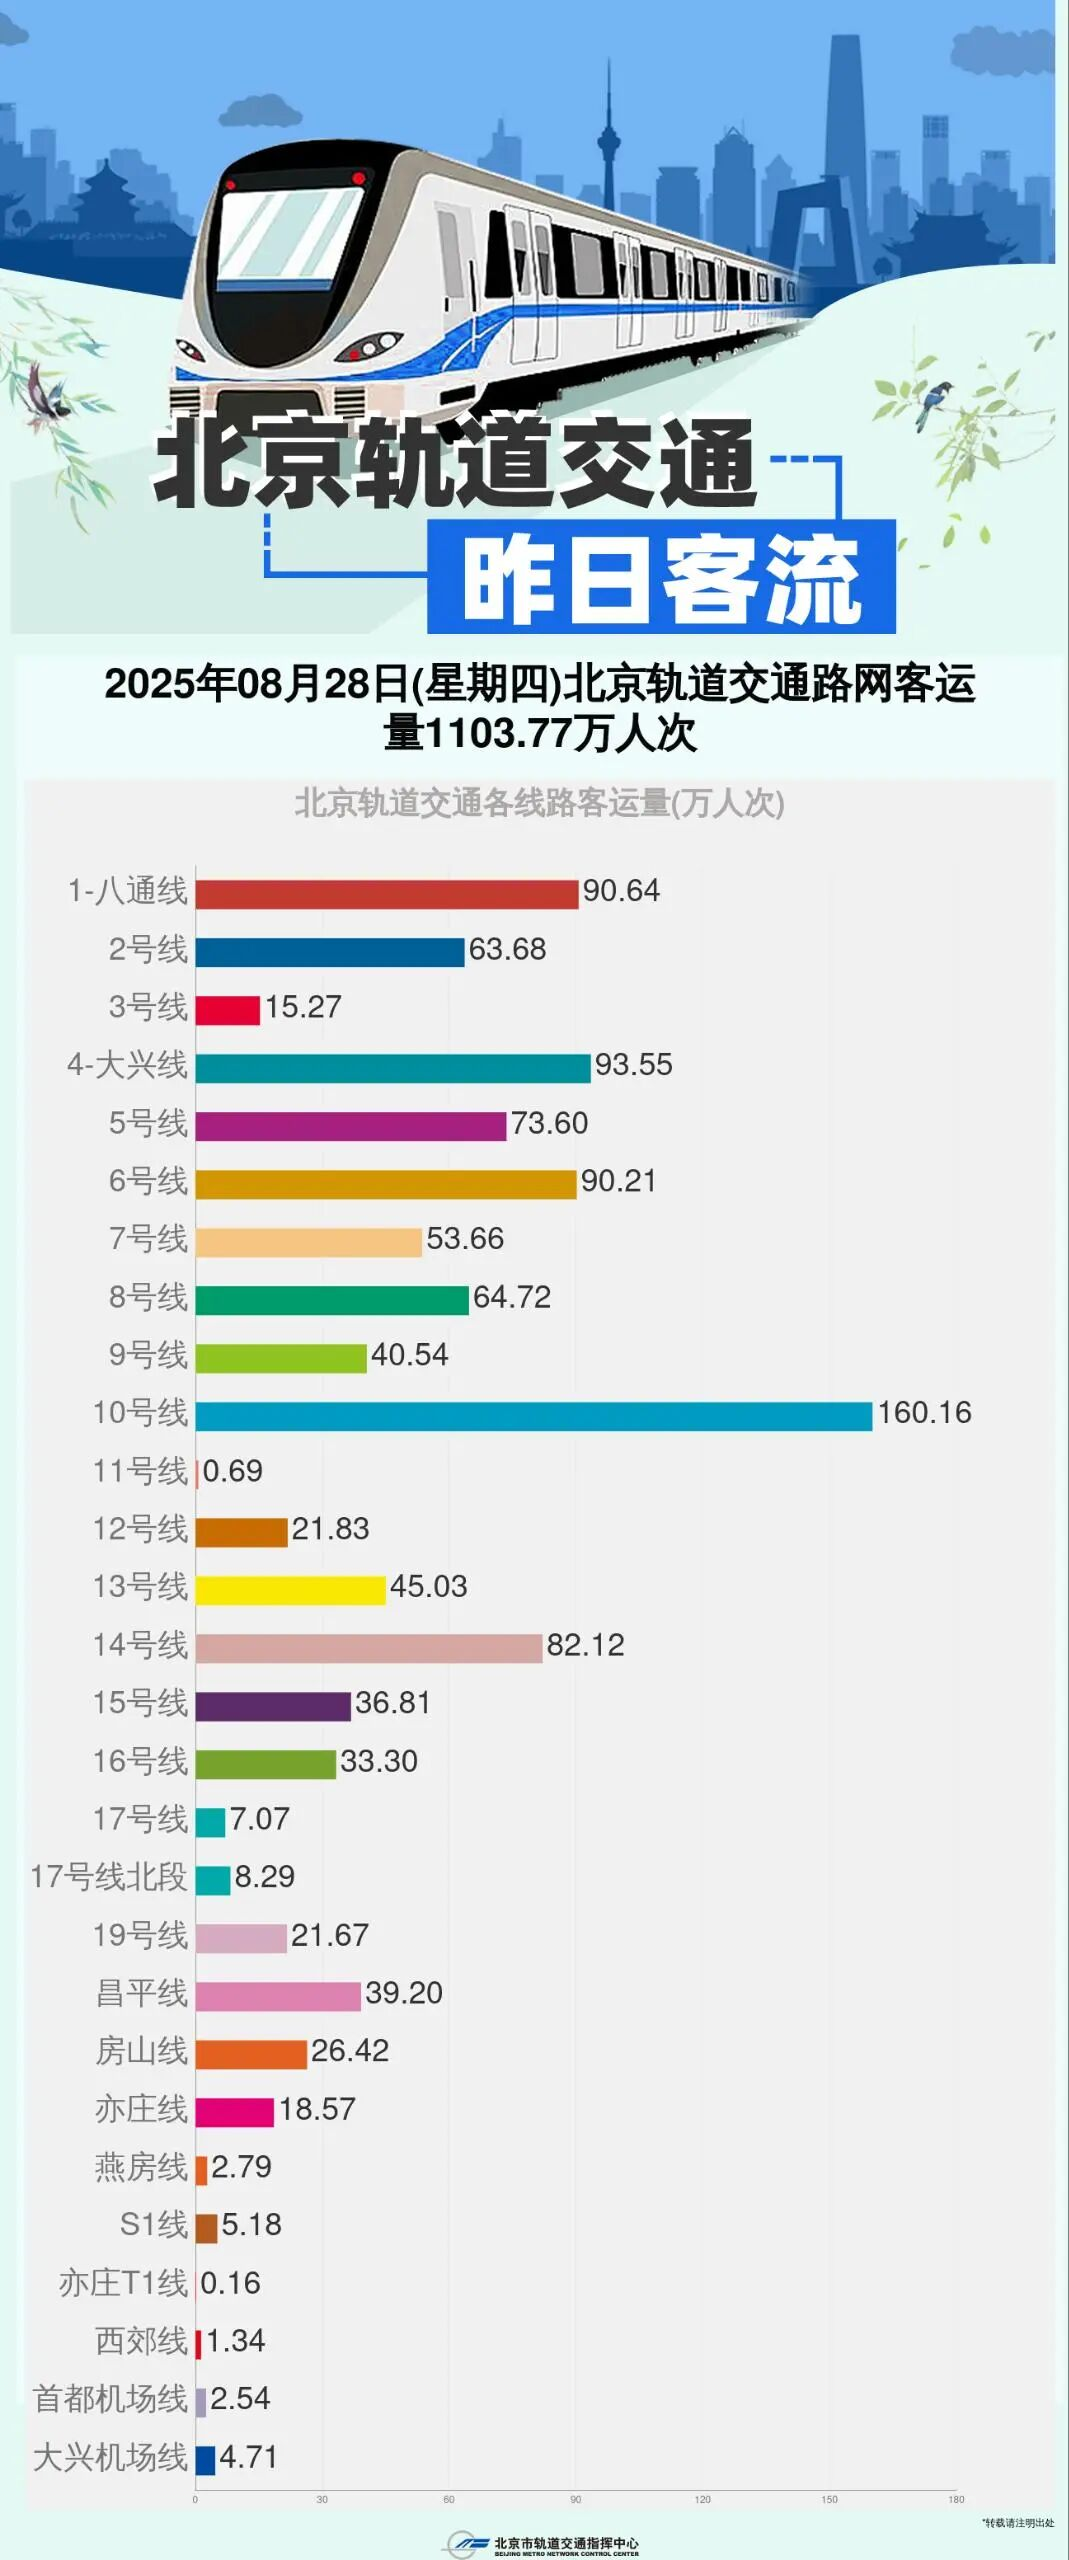 北京轨道交通
昨日客流
2025年08月28日(星期四)北京轨道交通路网客运
量1103.77万人次
北京轨道交通各线路客运量(万人次)
1-八通线 90.64
2号线 63.68
3号线 15.27
4-大兴线 93.55
5号线 73.60
6号线 90.21
7号线 53.66
8号线 64.72
9号线 40.54
10号线 160.16
11号线 0.69
12号线 21.83
13号线 45.03
14号线 82.12
15号线 36.81
16号线 33.30
17号线 7.07
17号线北段 8.29
19号线 21.67
昌平线 39.20
房山线 26.42
亦庄线 18.57
燕房线 2.79
S1线 5.18
亦庄T1线 0.16
西郊线 1.34
首都机场线 2.54
大兴机场线 4.71
0 30 60 90 120 150 180
*转载请注明出处
北京市轨道交通指挥中心
BEIJING METRO NETWORK CONTROL CENTER